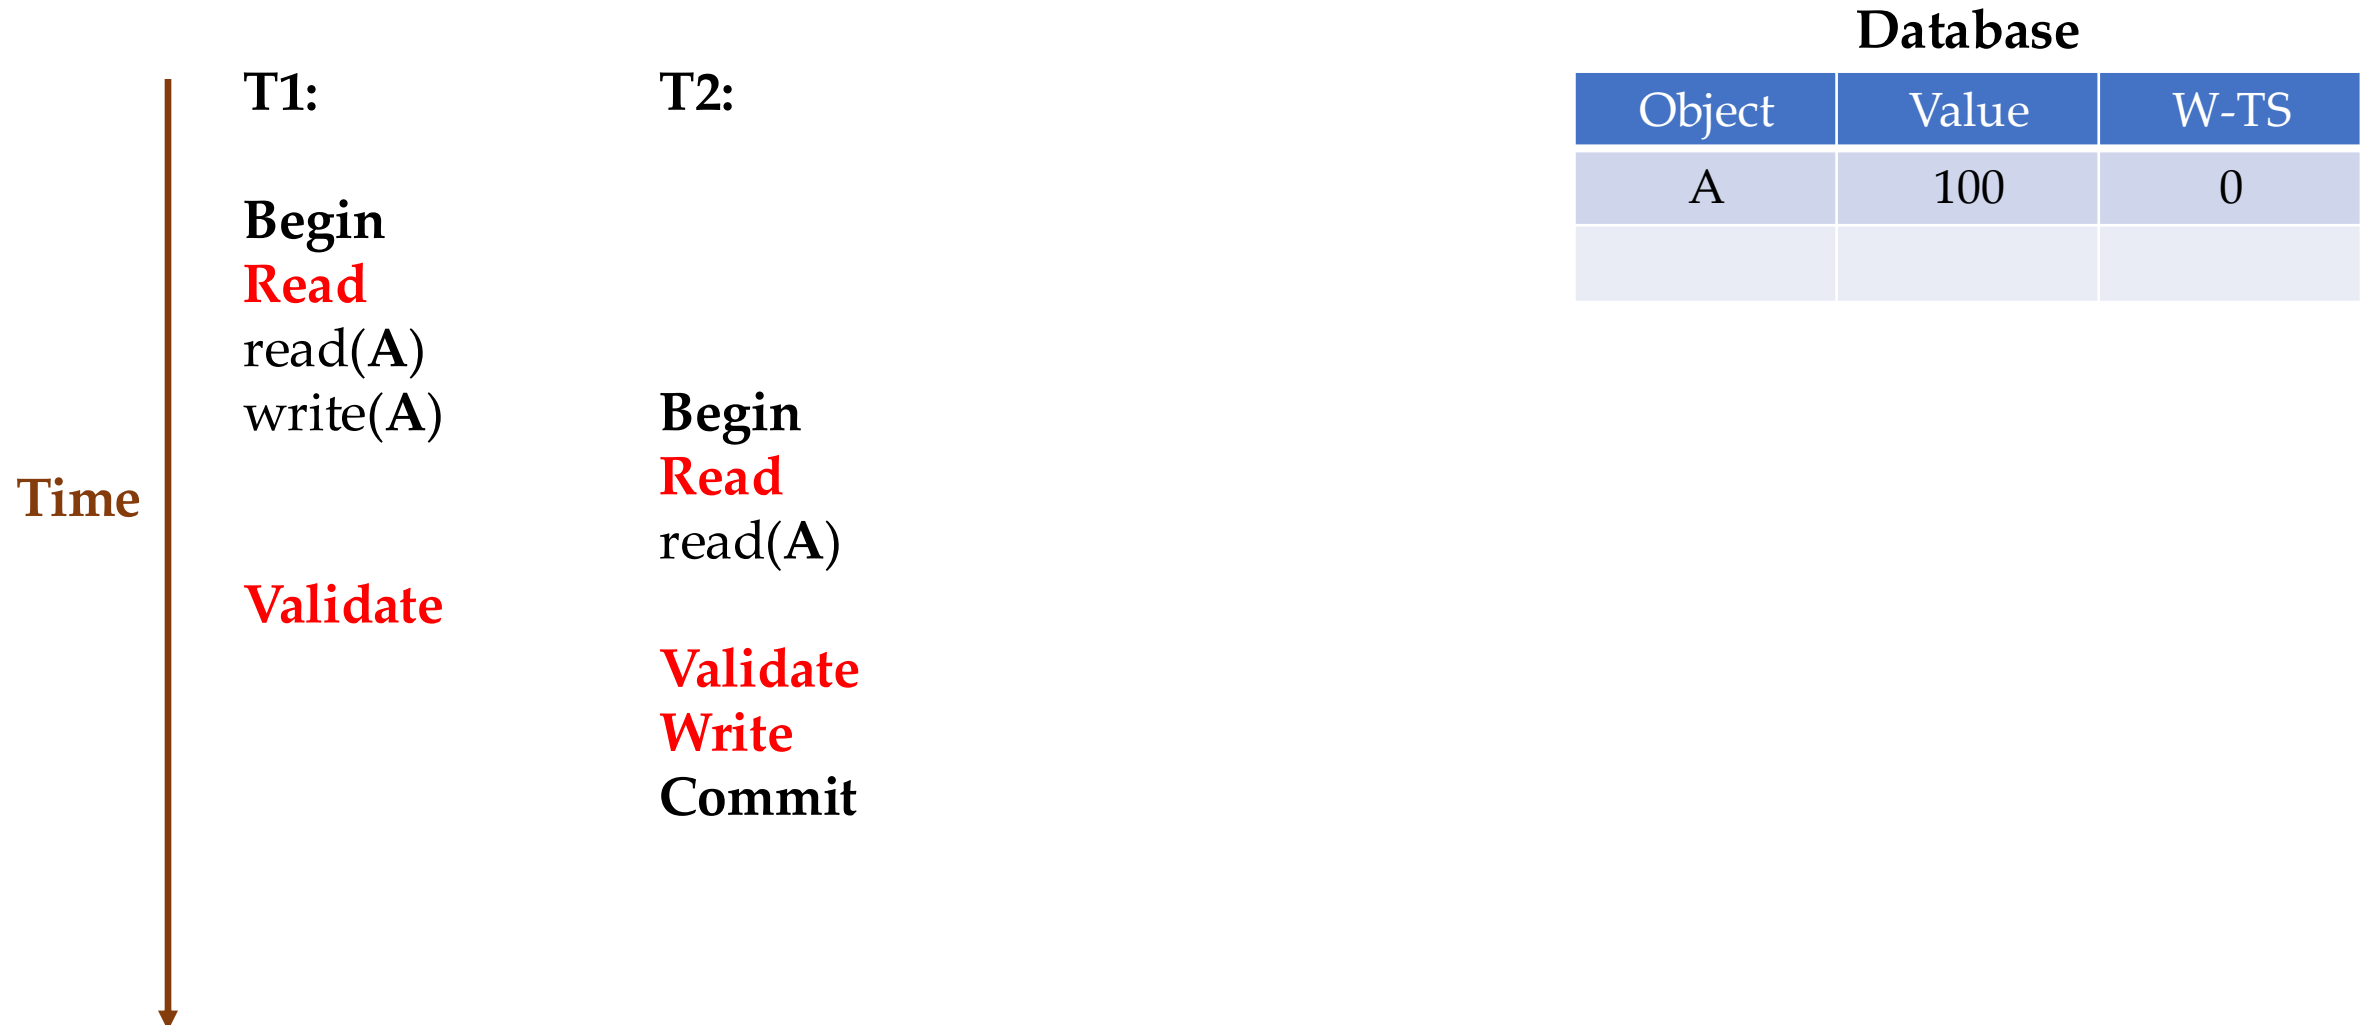 Database
T1: T2:
Object Value W-TS
A 100 0
Begin
Read
read(A)
write(A) Begin
Time
Read
read(A)
Validate
Validate
Write
Commit